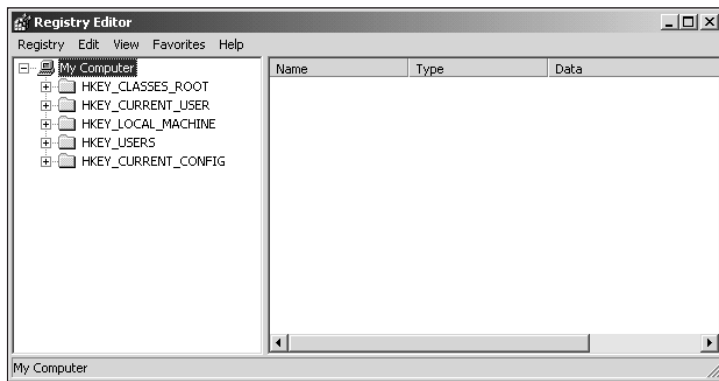 Registry Editor
Registry Edit View Favorites Help
My Computer
HKEY_CLASSES_ROOT
HKEY_CURRENT_USER
HKEY_LOCAL_MACHINE
HKEY_USERS
HKEY_CURRENT_CONFIG
Name Type Data
My Computer